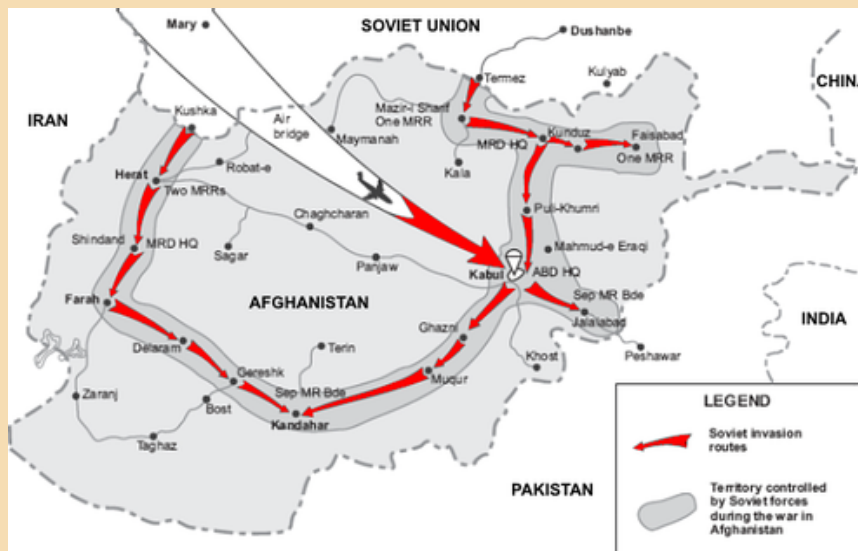 Mary
SOVIET UNION
Dushanbe
Termez
Kulyab
CHINA
IRAN
Kushka
Air
bridge
Maymanah
Mazir-i Sharif
One MRR
Kunduz
Faisabad
MRD HQ
One MRR
Kala
Robat-e
Herat
Two MRRs
Chaghcharan
Puli-Khumri
Shindand
MRD HQ
Sagar
Panjaw
Mahmud-e Eraqi
Kabul
ABD HQ
Farah
AFGHANISTAN
Sep MR Bde
Jalalabad
INDIA
Ghazni
Delaram
Terin
Khost
Peshawar
Gereshk
Sep MR Bde
Muqur
Zaranj
Bost
Kandahar
Taghaz
PAKISTAN
LEGEND
Soviet invasion
routes
Territory controlled
by Soviet forces
during the war in
Afghanistan